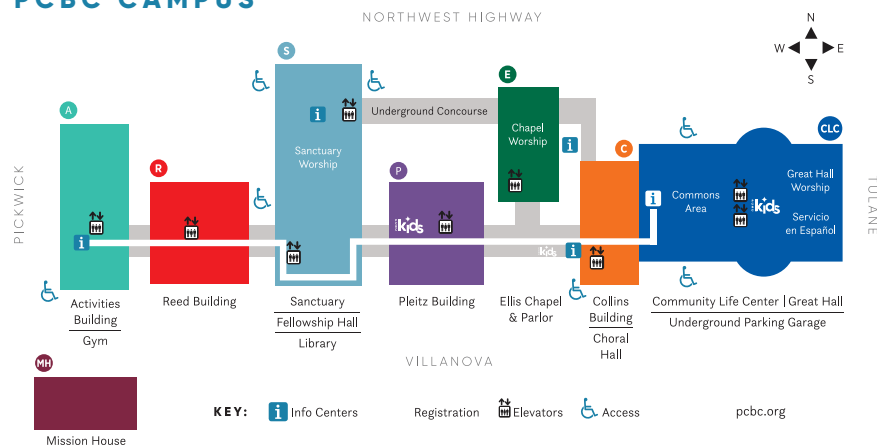 PCBC CAMPUS
NORTHWEST HIGHWAY
N
W E
S
S
E
A
Underground Concourse
CLC
Chapel
Worship
C
Sanctuary
Worship
R
P
Great Hall
Worship
Commons
Area
kids
Servicio
en Español
kids
kids
PICKWICK
TULANE
Activities
Building
Gym
Reed Building
Sanctuary
Fellowship Hall
Library
Pleitz Building
Ellis Chapel
& Parlor
Collins
Building
Choral
Hall
Community Life Center | Great Hall
Underground Parking Garage
VILLANOVA
MH
Mission House
KEY: i Info Centers Registration Elevators Access pcbc.org